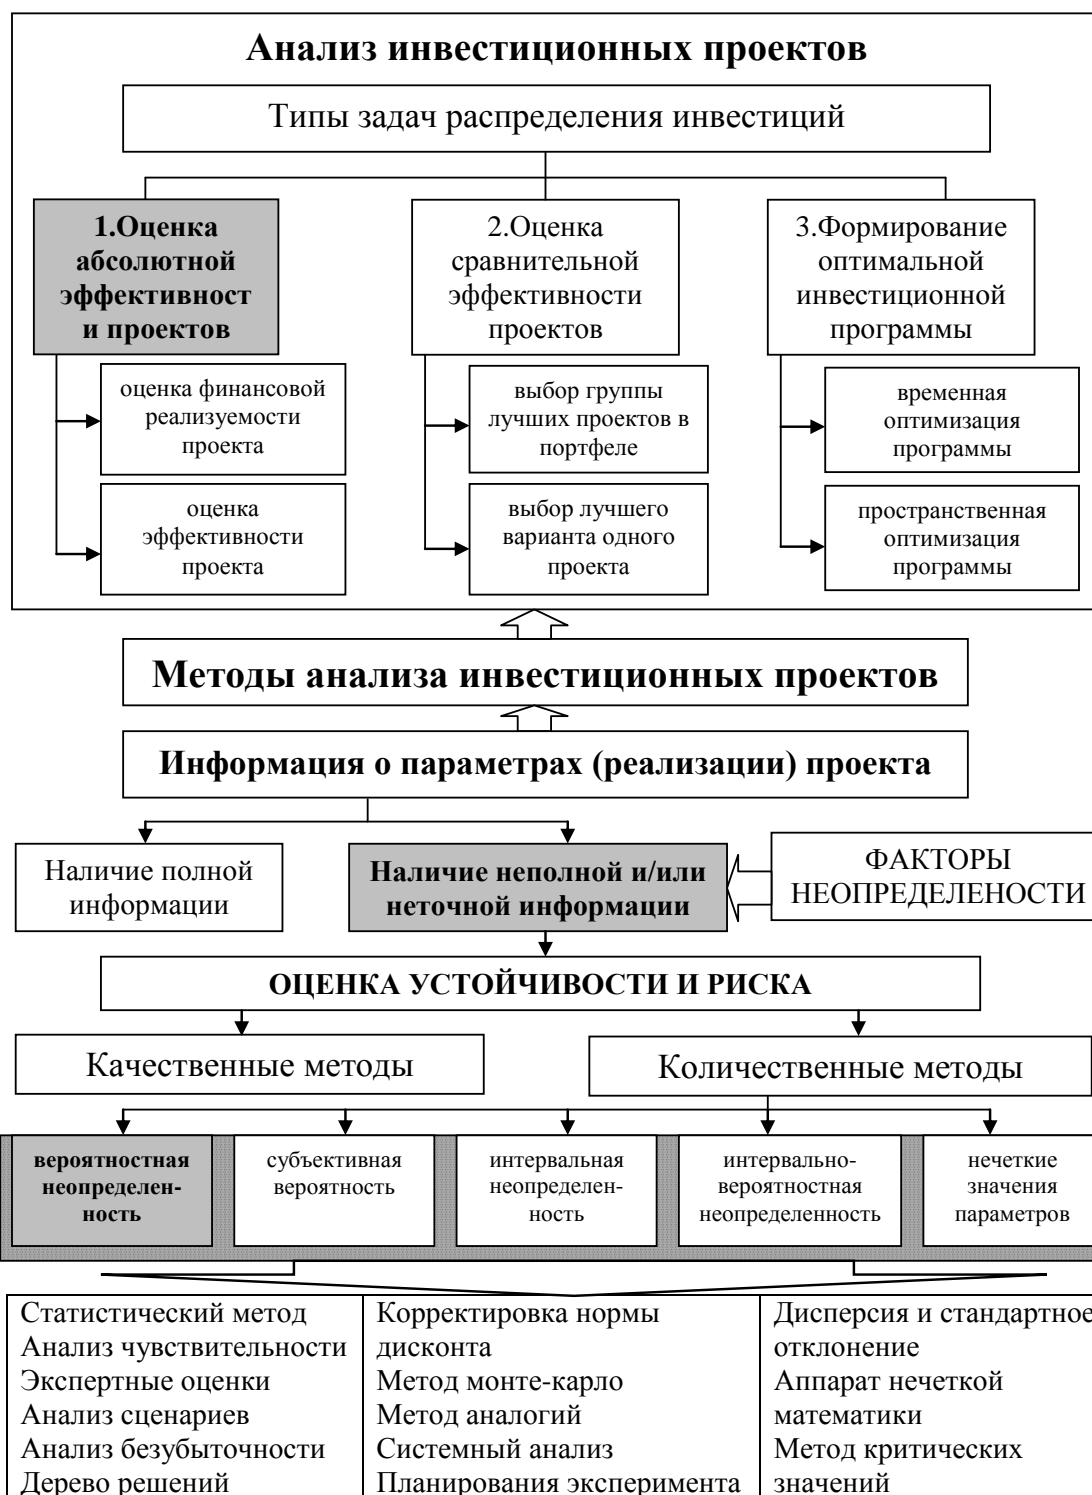 Анализ инвестиционных проектов
Типы задач распределения инвестиций
1.Оценка
абсолютной
эффективност
и проектов
2.Оценка
сравнительной
эффективности
проектов
3.Формирование
оптимальной
инвестиционной
программы
оценка финансовой
реализуемости
проекта
выбор группы
лучших проектов в
портфеле
временная
оптимизация
программы
оценка
эффективности
проекта
выбор лучшего
варианта одного
проекта
пространственная
оптимизация
программы
Методы анализа инвестиционных проектов
Информация о параметрах (реализации) проекта
Наличие полной
информации
Наличие неполной и/или
неточной информации
ФАКТОРЫ
НЕОПРЕДЕЛЕНОСТИ
ОЦЕНКА УСТОЙЧИВОСТИ И РИСКА
Качественные методы
Количественные методы
вероятностная
неопределен-
ность
субъективная
вероятность
интервальная
неопределен-
ность
интервально-
вероятностная
неопределенность
нечеткие
значения
параметров
Статистический метод
Анализ чувствительности
Экспертные оценки
Анализ сценариев
Анализ безубыточности
Дерево решений
Корректировка нормы
дисконта
Метод монте-карло
Метод аналогий
Системный анализ
Планирования эксперимента
Дисперсия и стандартное
отклонение
Аппарат нечеткой
математики
Метод критических
значений